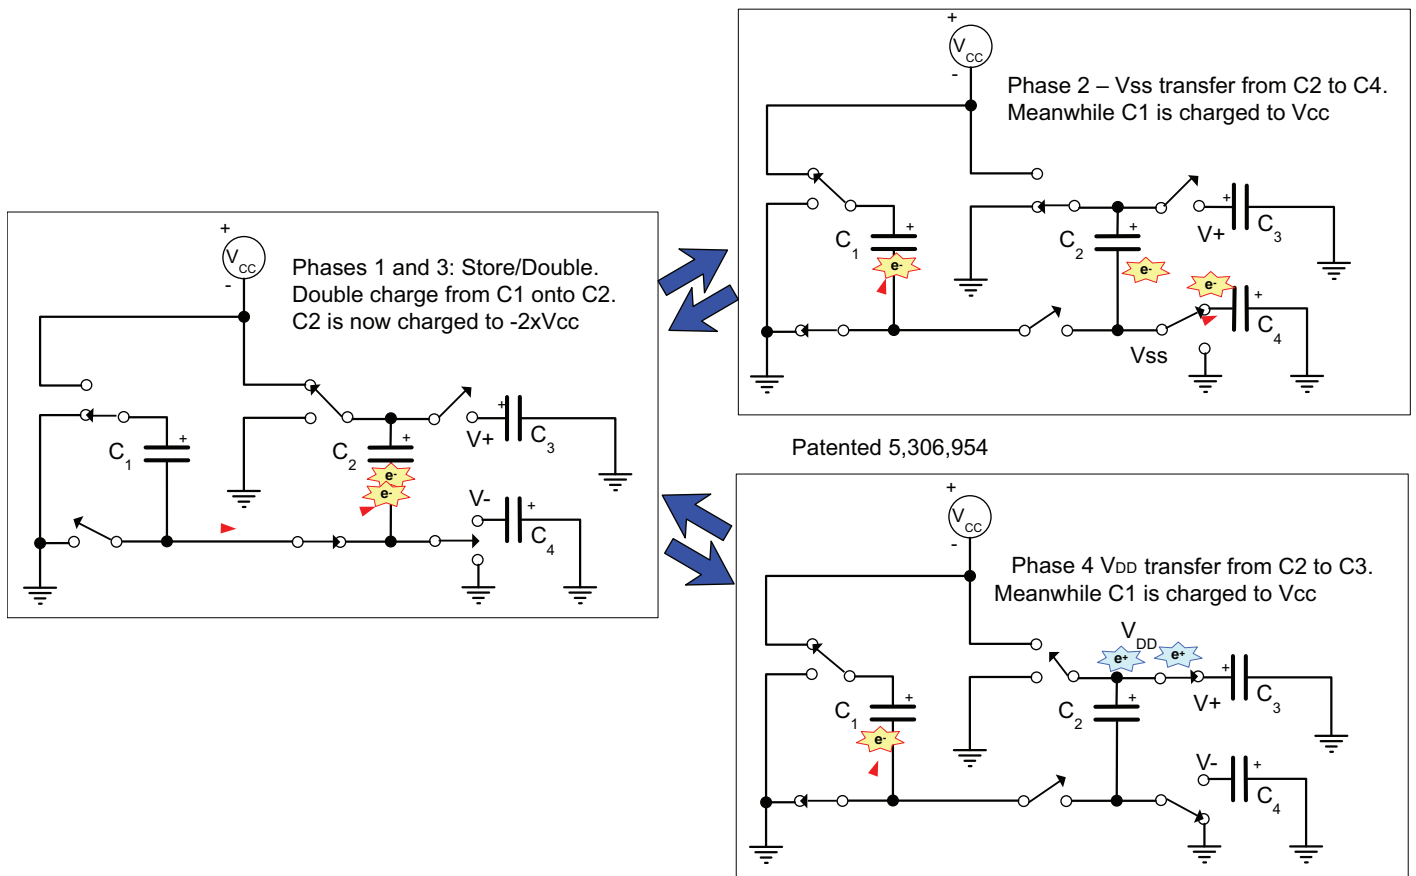 +
VCC
-
Phases 1 and 3: Store/Double.
Double charge from C1 onto C2.
C2 is now charged to -2xVcc
C1
+
C2
+
e-
e-
V+
+
C3
V-
+
C4
+
VCC
-
Phase 2 – Vss transfer from C2 to C4.
Meanwhile C1 is charged to Vcc
C1
+
e-
C2
+
e-
V+
+
C3
e-
Vss
+
C4
Patented 5,306,954
+
VCC
-
Phase 4 VDD transfer from C2 to C3.
Meanwhile C1 is charged to Vcc
VDD
e+
e+
C1
+
e-
C2
+
V+
+
C3
V-
+
C4